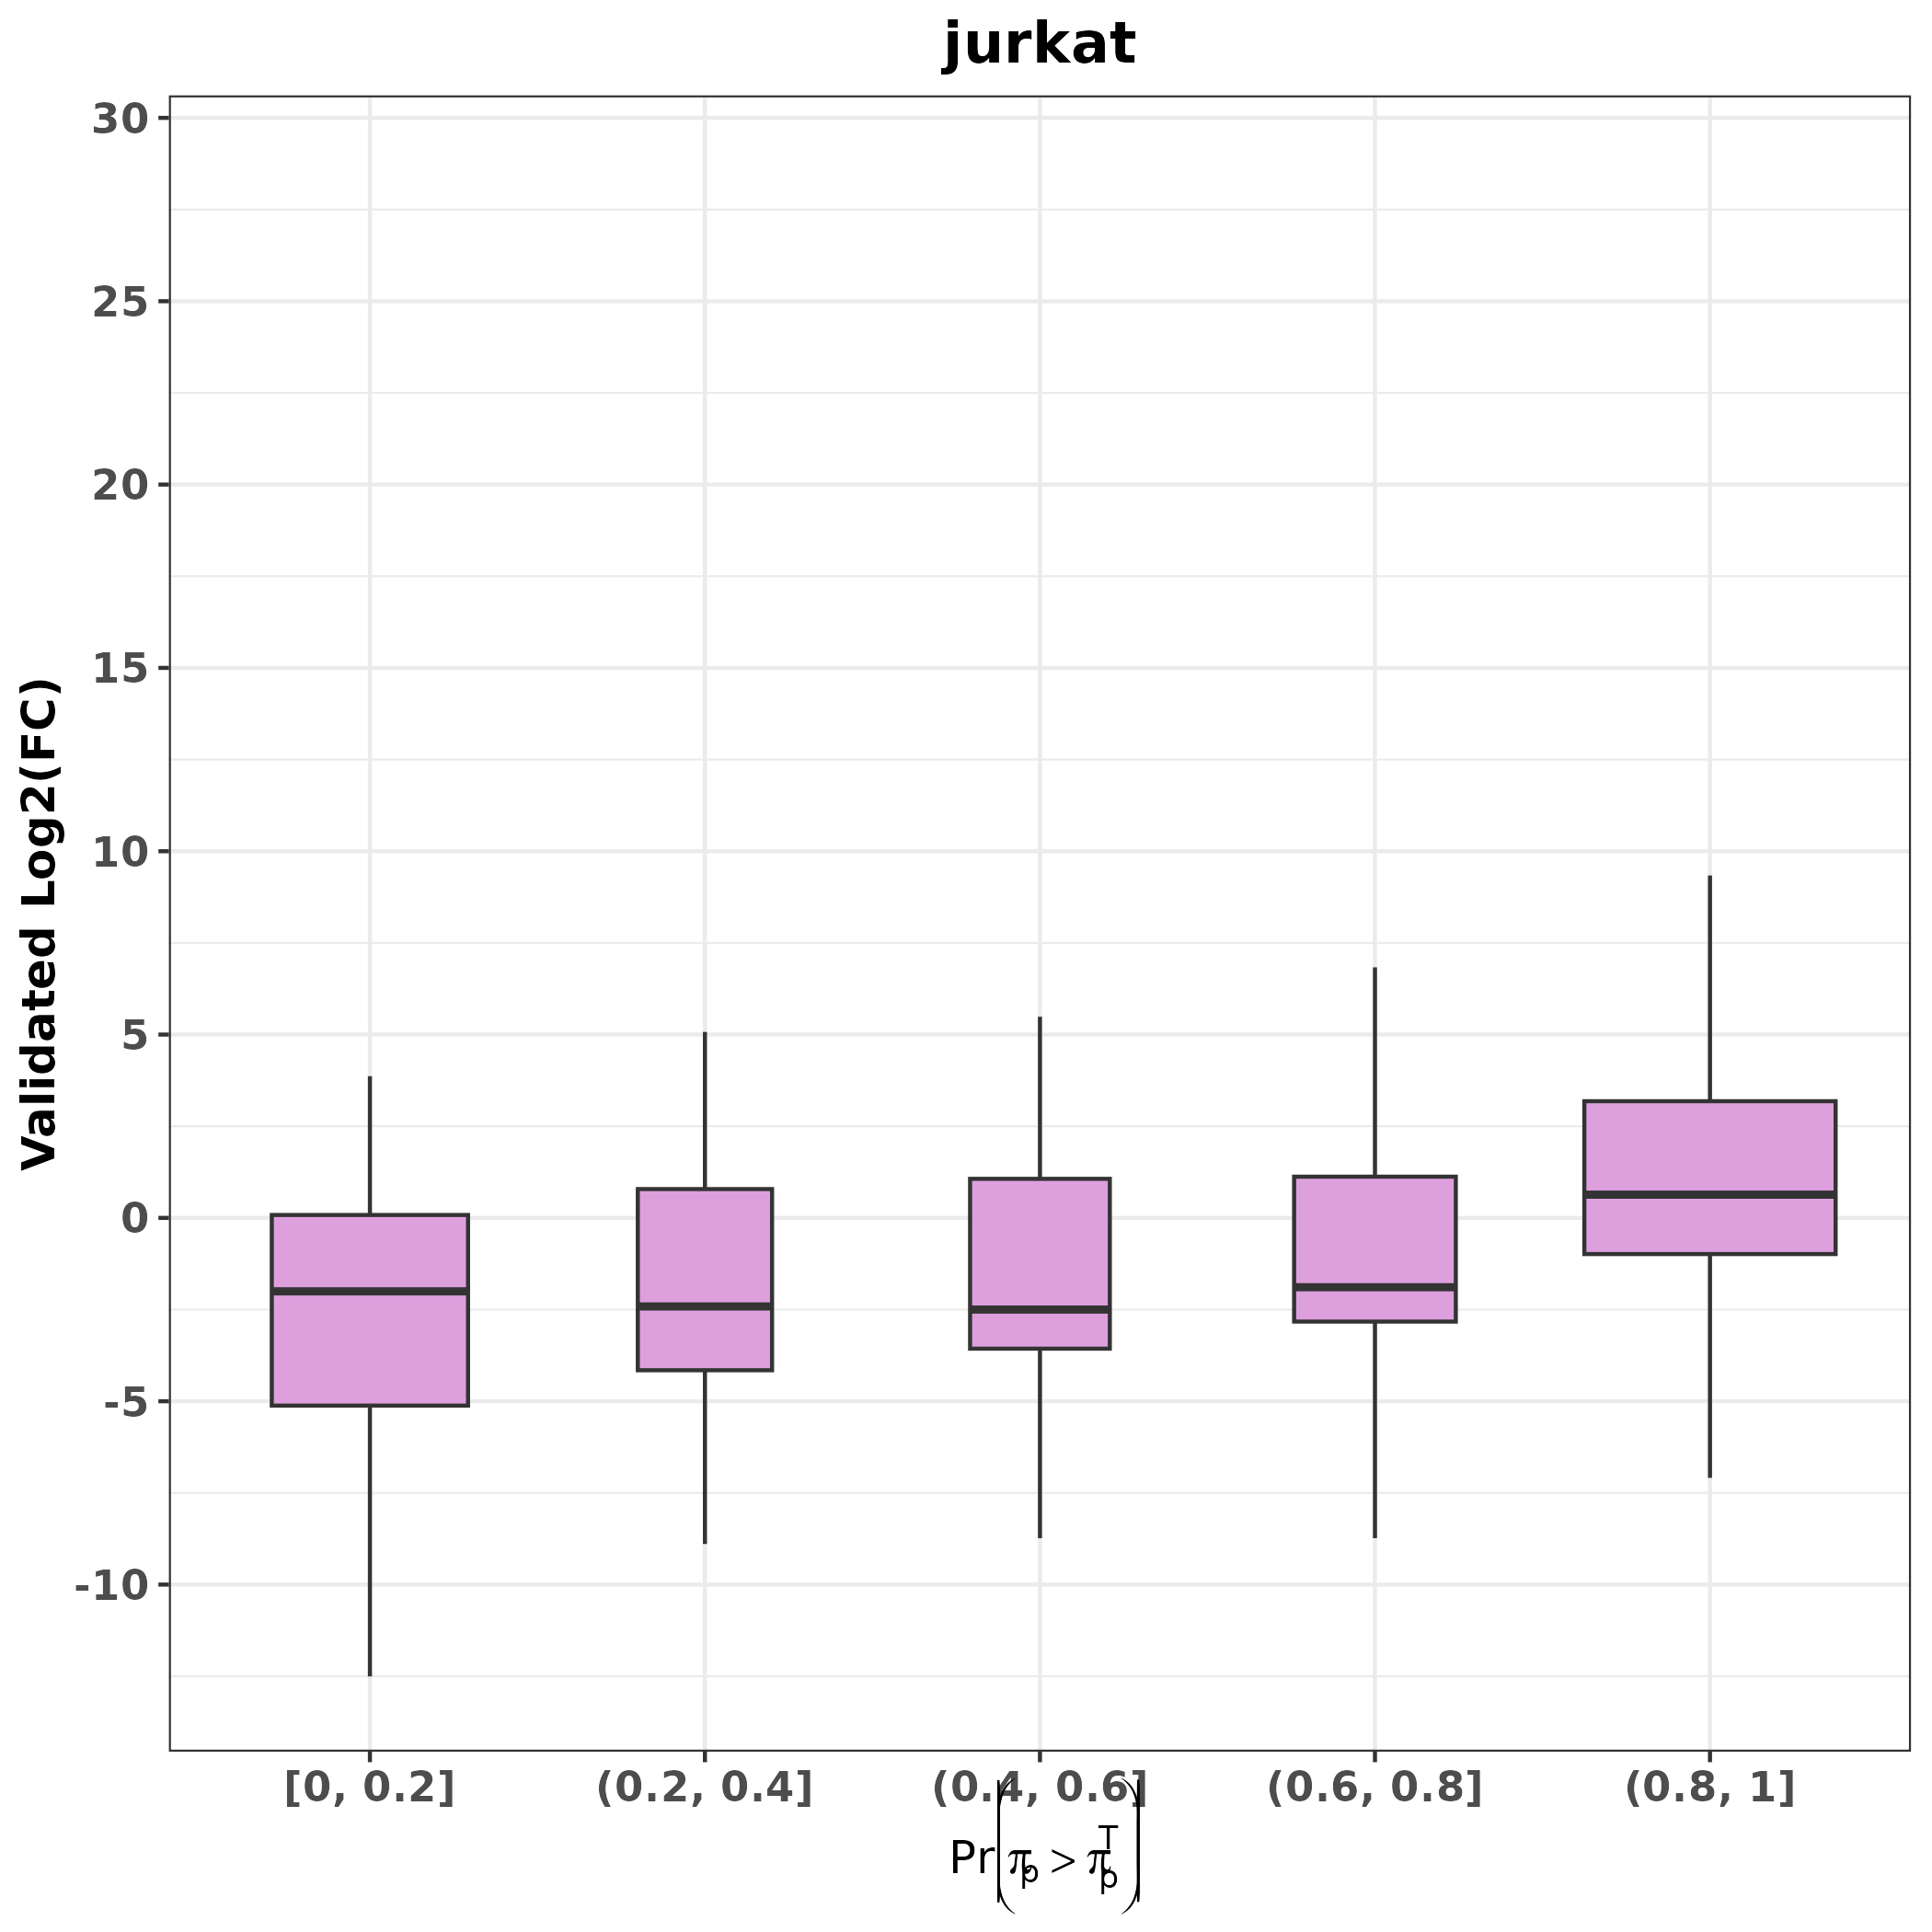 jurkat
Validated Log2(FC)
30
25
20
15
10
5
0
-5
-10
[0, 0.2] (0.2, 0.4] (0.4, 0.6] (0.6, 0.8] (0.8, 1]
Pr(πp > πpT)